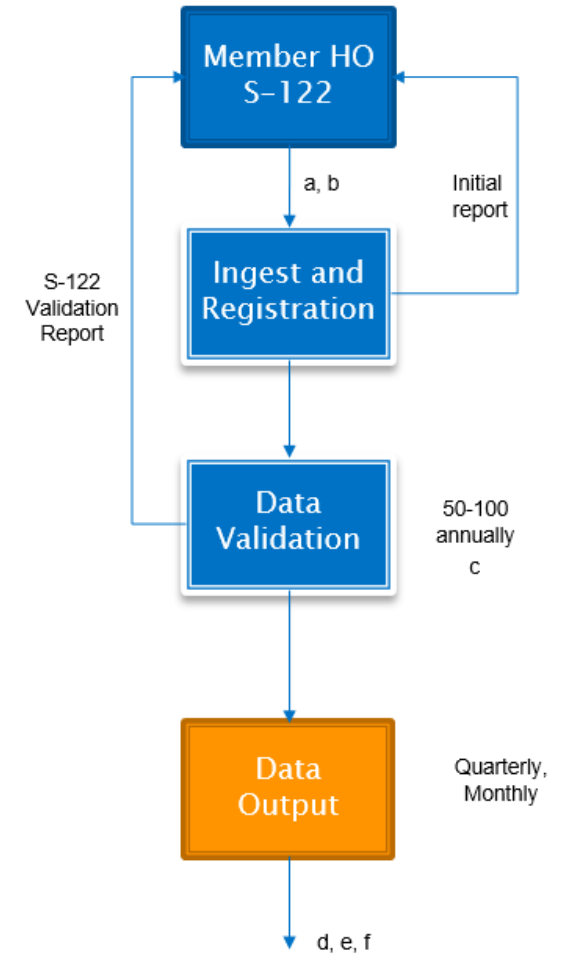 Member HO
S-122
a, b
Initial
report
Ingest and
Registration
S-122
Validation
Report
Data
Validation
50-100
annually
c
Data
Output
Quarterly,
Monthly
d, e, f